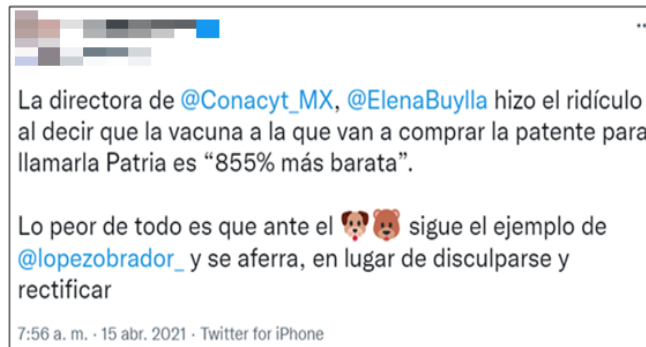 La directora de @Conacyt_MX, @ElenaBuylla hizo el ridículo
al decir que la vacuna a la que van a comprar la patente para
llamarla Patria es “855% más barata”.
Lo peor de todo es que ante el 🐶🐻 sigue el ejemplo de
@lopezobrador_ y se aferra, en lugar de disculparse y
rectificar
7:56 a. m. · 15 abr. 2021 · Twitter for iPhone